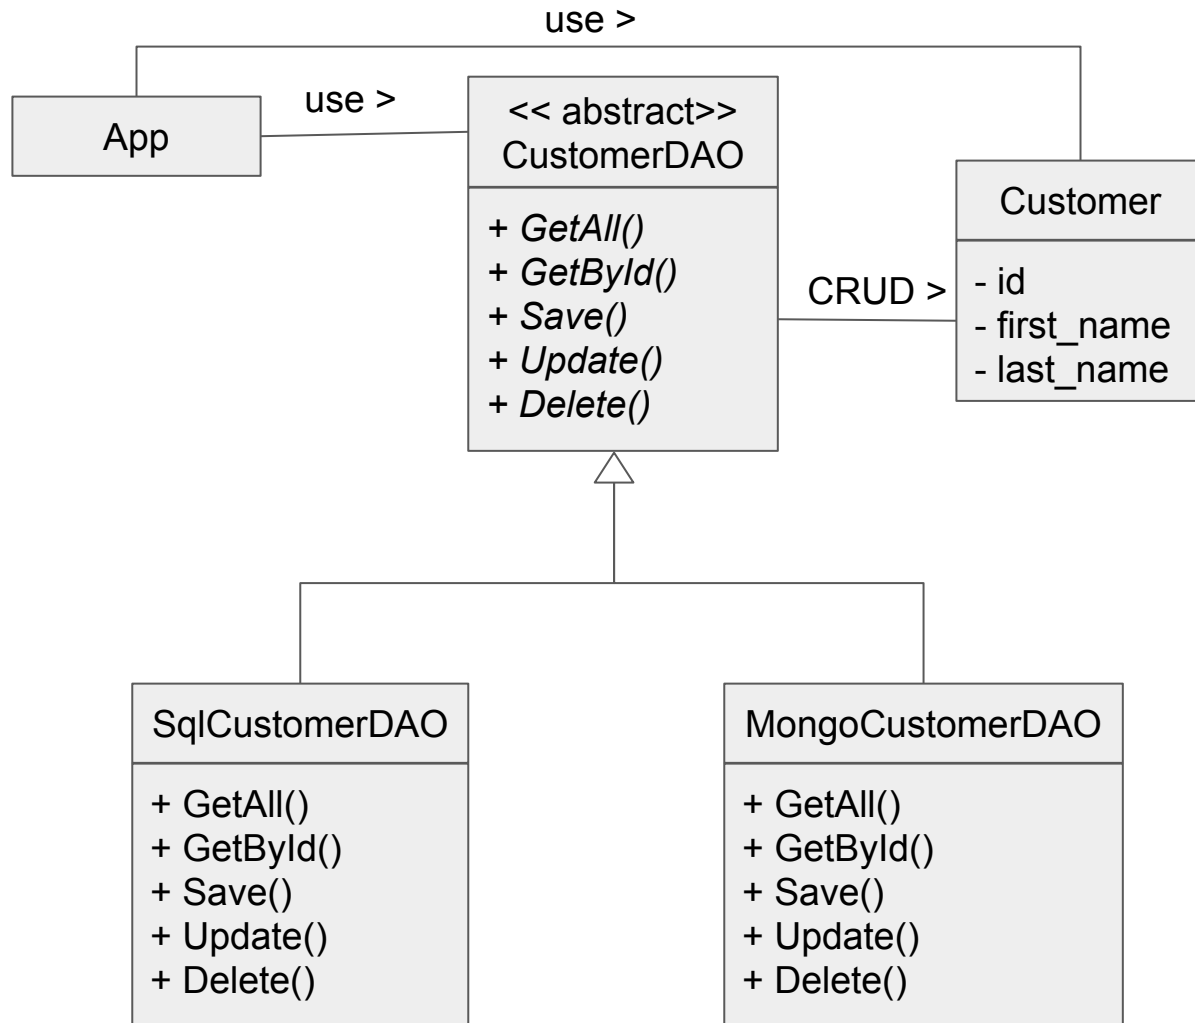 use >
App
use >
<< abstract>>
CustomerDAO
+ GetAll()
+ GetById()
+ Save()
+ Update()
+ Delete()
CRUD >
Customer
- id
- first_name
- last_name
SqlCustomerDAO
+ GetAll()
+ GetById()
+ Save()
+ Update()
+ Delete()
MongoCustomerDAO
+ GetAll()
+ GetById()
+ Save()
+ Update()
+ Delete()